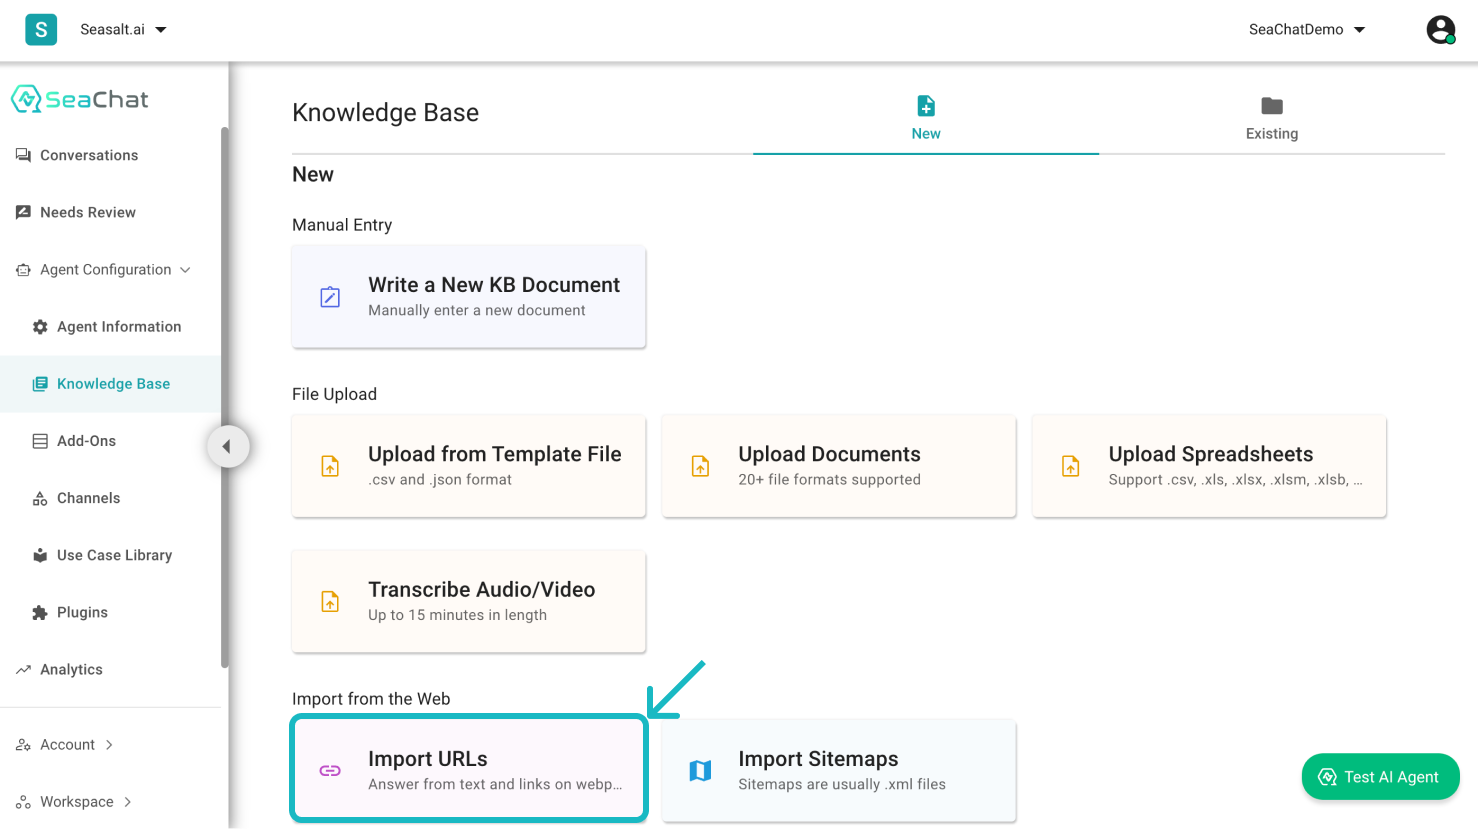 S
Seasalt.ai
SeaChatDemo
SeaChat
Conversations
Needs Review
Agent Configuration
Agent Information
Knowledge Base
Add-Ons
Channels
Use Case Library
Plugins
Analytics
Account
Workspace
Knowledge Base
New
Existing
New
Manual Entry
Write a New KB Document
Manually enter a new document
File Upload
Upload from Template File
.csv and .json format
Upload Documents
20+ file formats supported
Upload Spreadsheets
Support .csv, .xls, .xlsx, .xlsm, .xlsb, ...
Transcribe Audio/Video
Up to 15 minutes in length
Import from the Web
Import URLs
Answer from text and links on webp...
Import Sitemaps
Sitemaps are usually .xml files
Test AI Agent